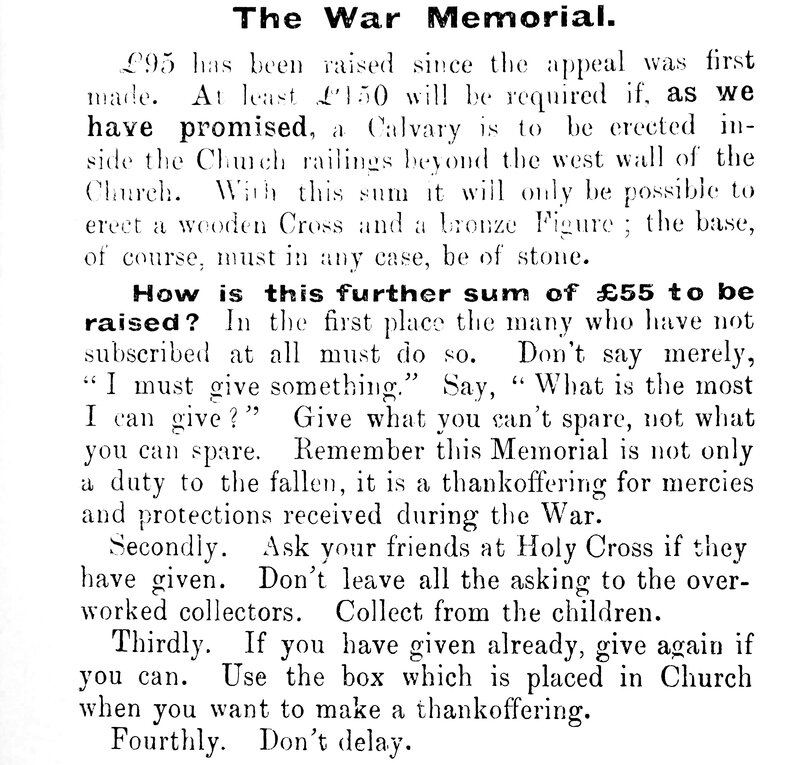 The War Memorial.
£95 has been raised since the appeal was first
made. At least £150 will be required if, as we
have promised, a Calvary is to be erected in-
side the Church railings beyond the west wall of the
Church. With this sum it will only be possible to
erect a wooden Cross and a bronze Figure ; the base,
of course, must in any case, be of stone.
How is this further sum of £55 to be
raised? In the first place the many who have not
subscribed at all must do so. Don't say merely,
“ I must give something.” Say, “ What is the most
I can give ? ” Give what you can't spare, not what
you can spare. Remember this Memorial is not only
a duty to the fallen, it is a thankoffering for mercies
and protections received during the War.
Secondly. Ask your friends at Holy Cross if they
have given. Don't leave all the asking to the over-
worked collectors. Collect from the children.
Thirdly. If you have given already, give again if
you can. Use the box which is placed in Church
when you want to make a thankoffering.
Fourthly. Don't delay.